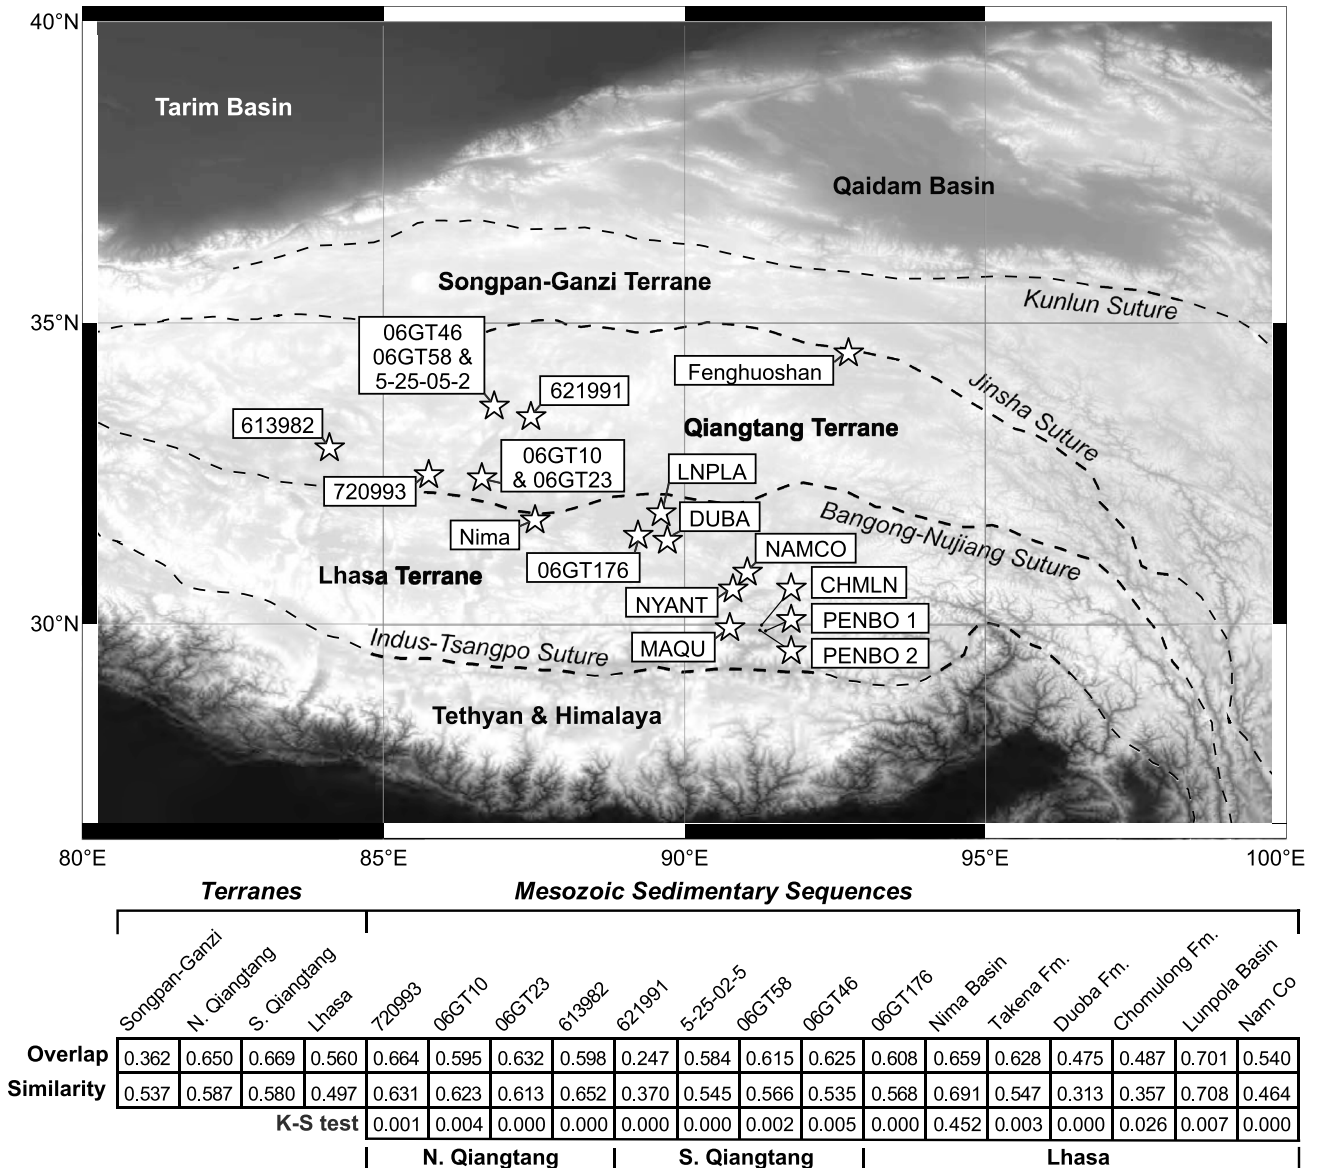 40°N
Tarim Basin
Qaidam Basin
Songpan-Ganzi Terrane
Kunlun Suture
35°N
06GT46
06GT58 &
5-25-05-2
Fenghuoshan
621991
Jinsha Suture
613982
Qiangtang Terrane
06GT10
& 06GT23
LNPLA
720993
DUBA
Bangong-Nujiang Suture
Nima
NAMCO
06GT176
Lhasa Terrane
CHMLN
NYANT
PENBO 1
30°N
MAQU
PENBO 2
Indus-Tsangpo Suture
Tethyan & Himalaya
80°E 85°E 90°E 95°E 100°E
Terranes Mesozoic Sedimentary Sequences
Songpan-Ganzi N. Qiangtang S. Qiangtang Lhasa 720993 06GT10 06GT23 613982 621991 5-25-02-5 06GT58 06GT46 06GT176 Nima Basin Takena Fm. Duoba Fm. Chomulong Fm. Lunpola Basin Nam Co
Overlap 0.362 0.650 0.669 0.560 0.664 0.595 0.632 0.598 0.247 0.584 0.615 0.625 0.608 0.659 0.628 0.475 0.487 0.701 0.540
Similarity 0.537 0.587 0.580 0.497 0.631 0.623 0.613 0.652 0.370 0.545 0.566 0.535 0.568 0.691 0.547 0.313 0.357 0.708 0.464
K-S test 0.001 0.004 0.000 0.000 0.000 0.000 0.002 0.005 0.000 0.452 0.003 0.000 0.026 0.007 0.000
N. Qiangtang S. Qiangtang Lhasa